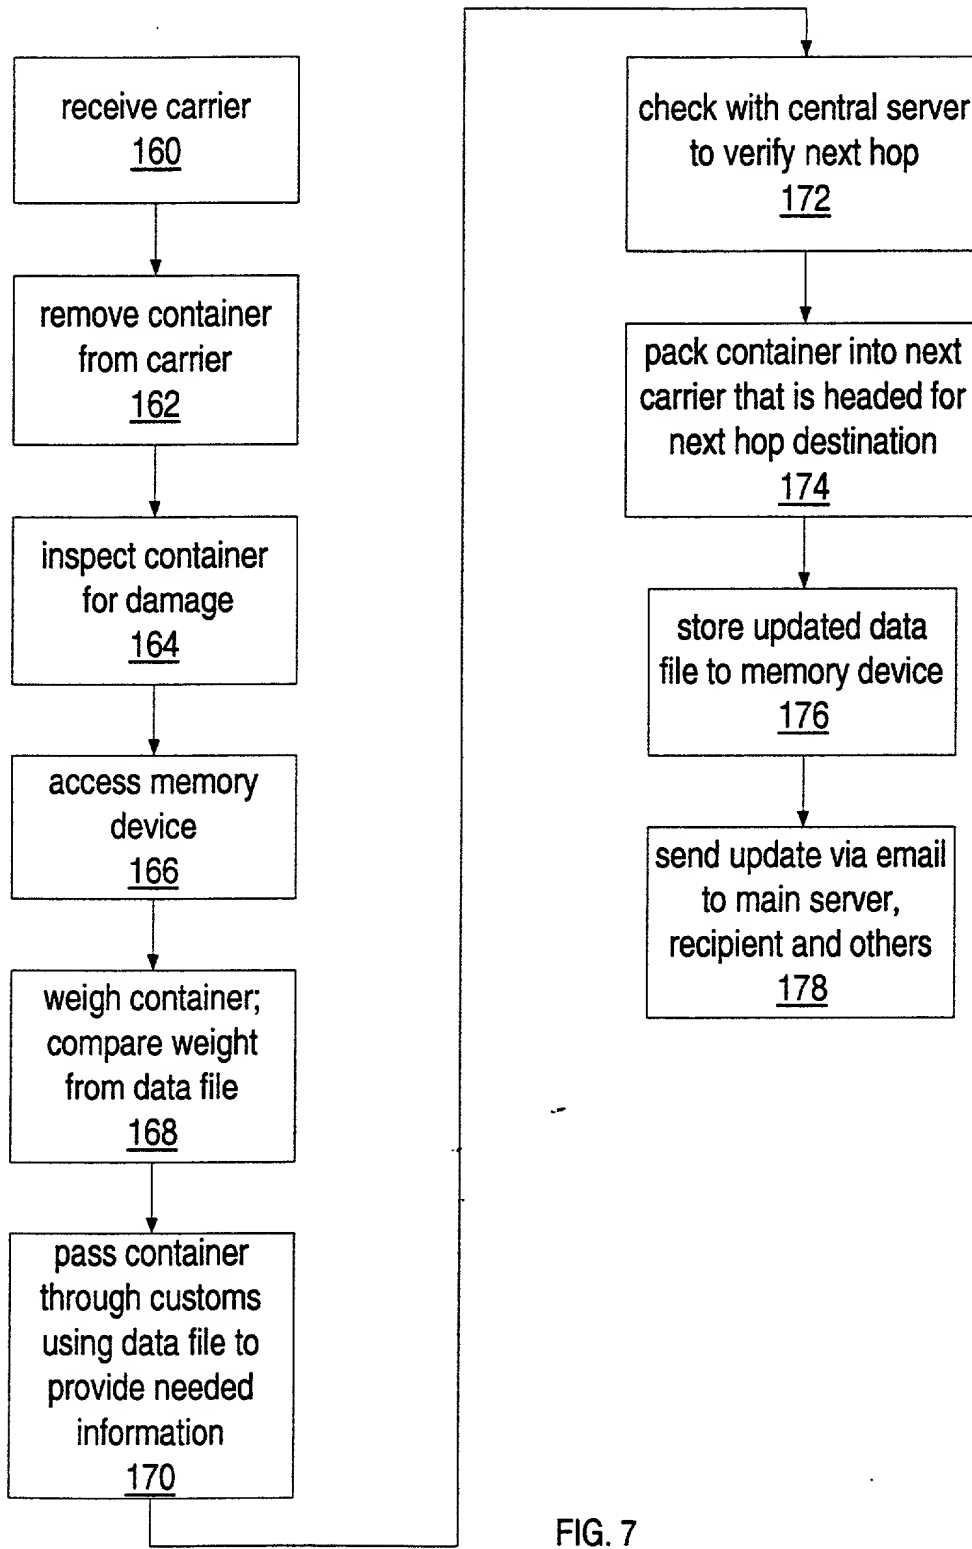 receive carrier
160
remove container
from carrier
162
inspect container
for damage
164
access memory
device
166
weigh container;
compare weight
from data file
168
pass container
through customs
using data file to
provide needed
information
170
check with central server
to verify next hop
172
pack container into next
carrier that is headed for
next hop destination
174
store updated data
file to memory device
176
send update via email
to main server,
recipient and others
178
FIG. 7